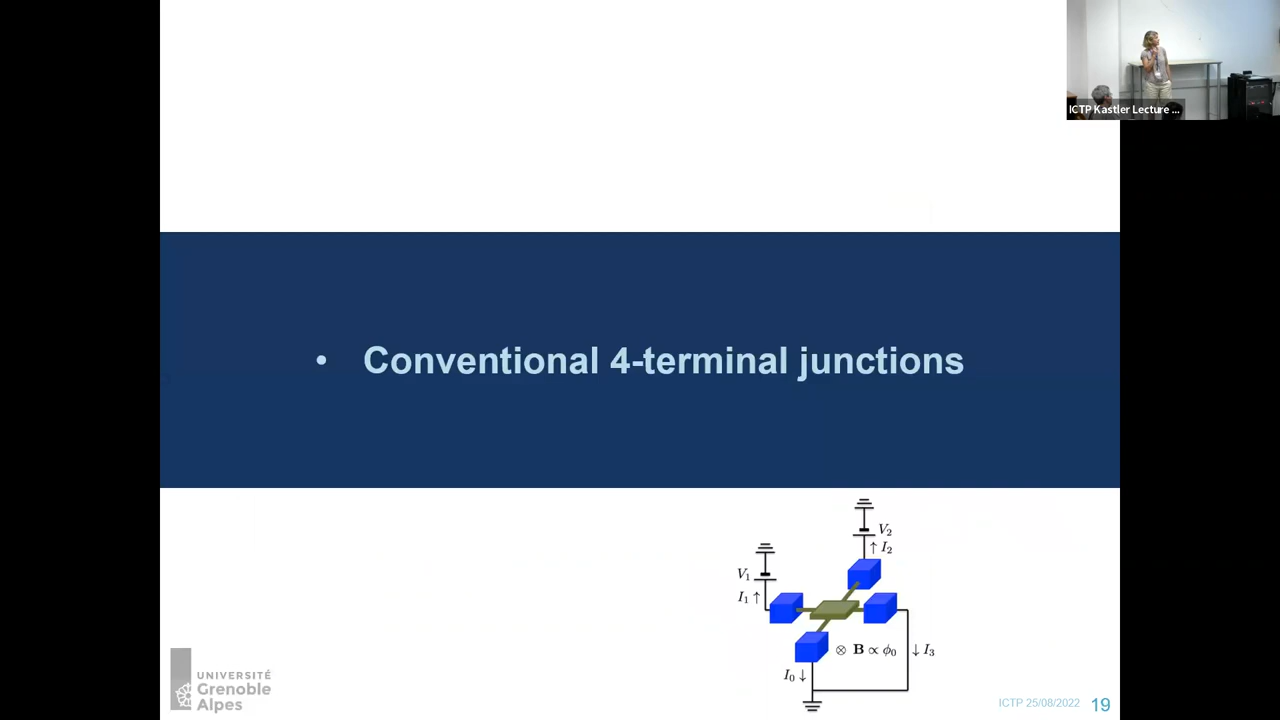 ICTP Kastler Lecture ...
• Conventional 4-terminal junctions
V₂
↑ I₂
V₁
I₁ ↑
⊗ B ∝ ϕ₀
↓ I₃
I₀ ↓
UNIVERSITÉ
Grenoble
Alpes
ICTP 25/08/2022 19